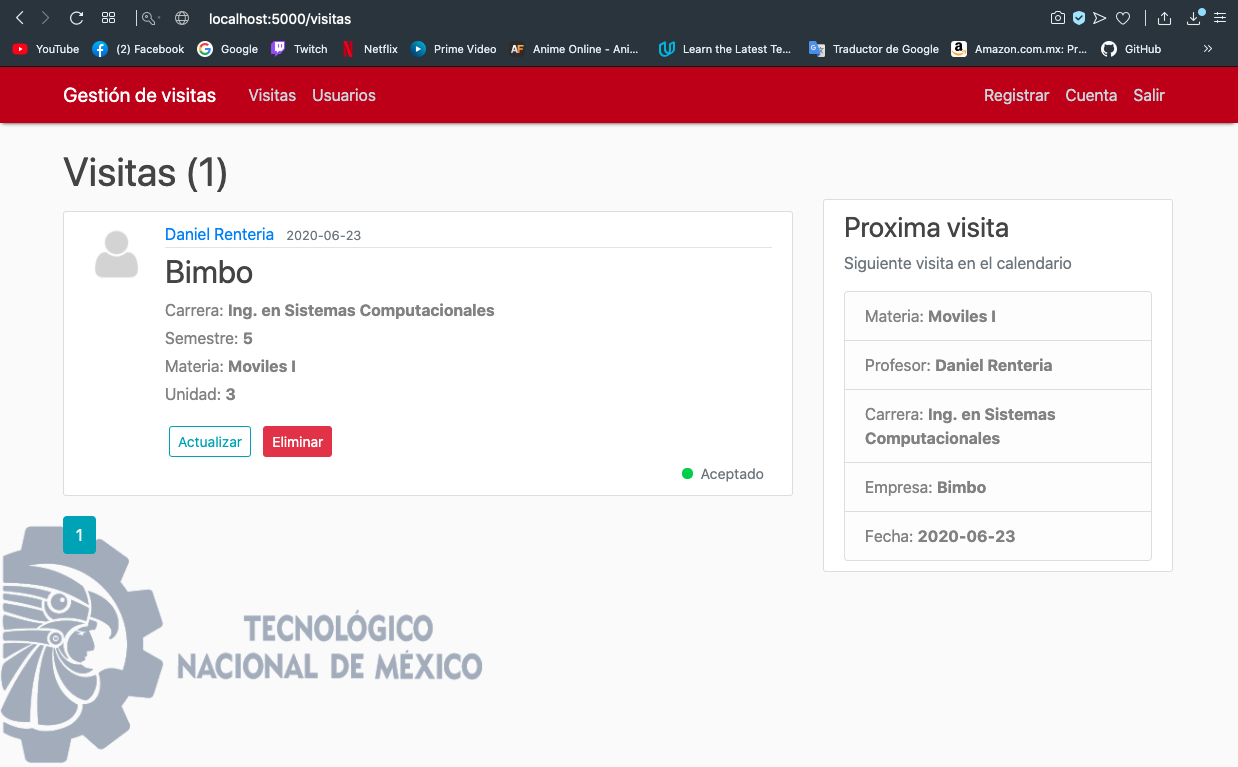 localhost:5000/visitas
YouTube
(2) Facebook
Google
Twitch
Netflix
Prime Video
Anime Online - Ani...
Learn the Latest Te...
Traductor de Google
Amazon.com.mx: Pr...
GitHub
Gestión de visitas
Visitas
Usuarios
Registrar
Cuenta
Salir
Visitas (1)
Daniel Renteria 2020-06-23
Bimbo
Carrera: Ing. en Sistemas Computacionales
Semestre: 5
Materia: Moviles I
Unidad: 3
Actualizar
Eliminar
Aceptado
1
Proxima visita
Siguiente visita en el calendario
Materia: Moviles I
Profesor: Daniel Renteria
Carrera: Ing. en Sistemas
Computacionales
Empresa: Bimbo
Fecha: 2020-06-23
TECNOLÓGICO
NACIONAL DE MÉXICO